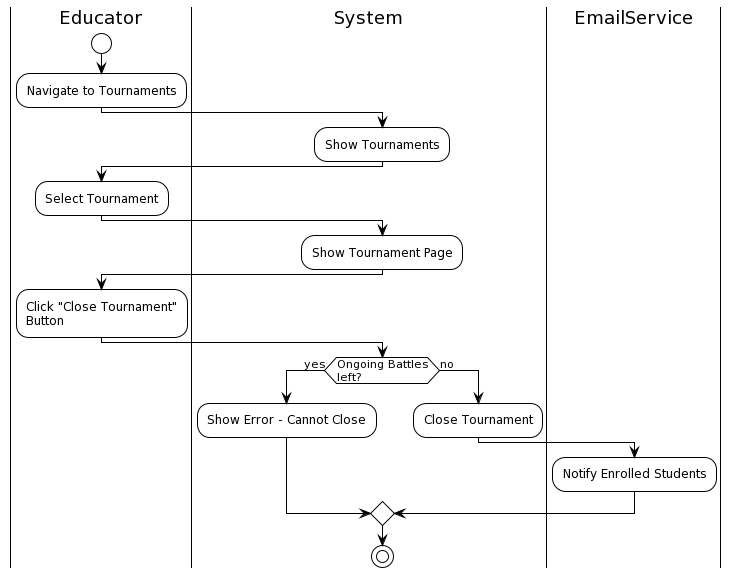 Educator
System
EmailService
Navigate to Tournaments
Show Tournaments
Select Tournament
Show Tournament Page
Click "Close Tournament"
Button
yes
Ongoing Battles
left?
no
Show Error - Cannot Close
Close Tournament
Notify Enrolled Students